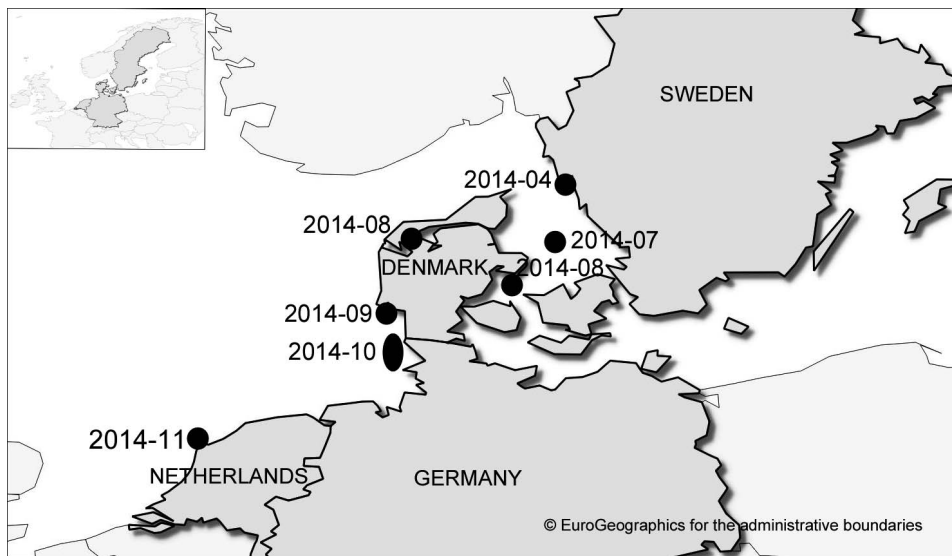 SWEDEN
2014-04
2014-08
2014-07
DENMARK
2014-08
2014-09
2014-10
2014-11
NETHERLANDS
GERMANY
© EuroGeographics for the administrative boundaries